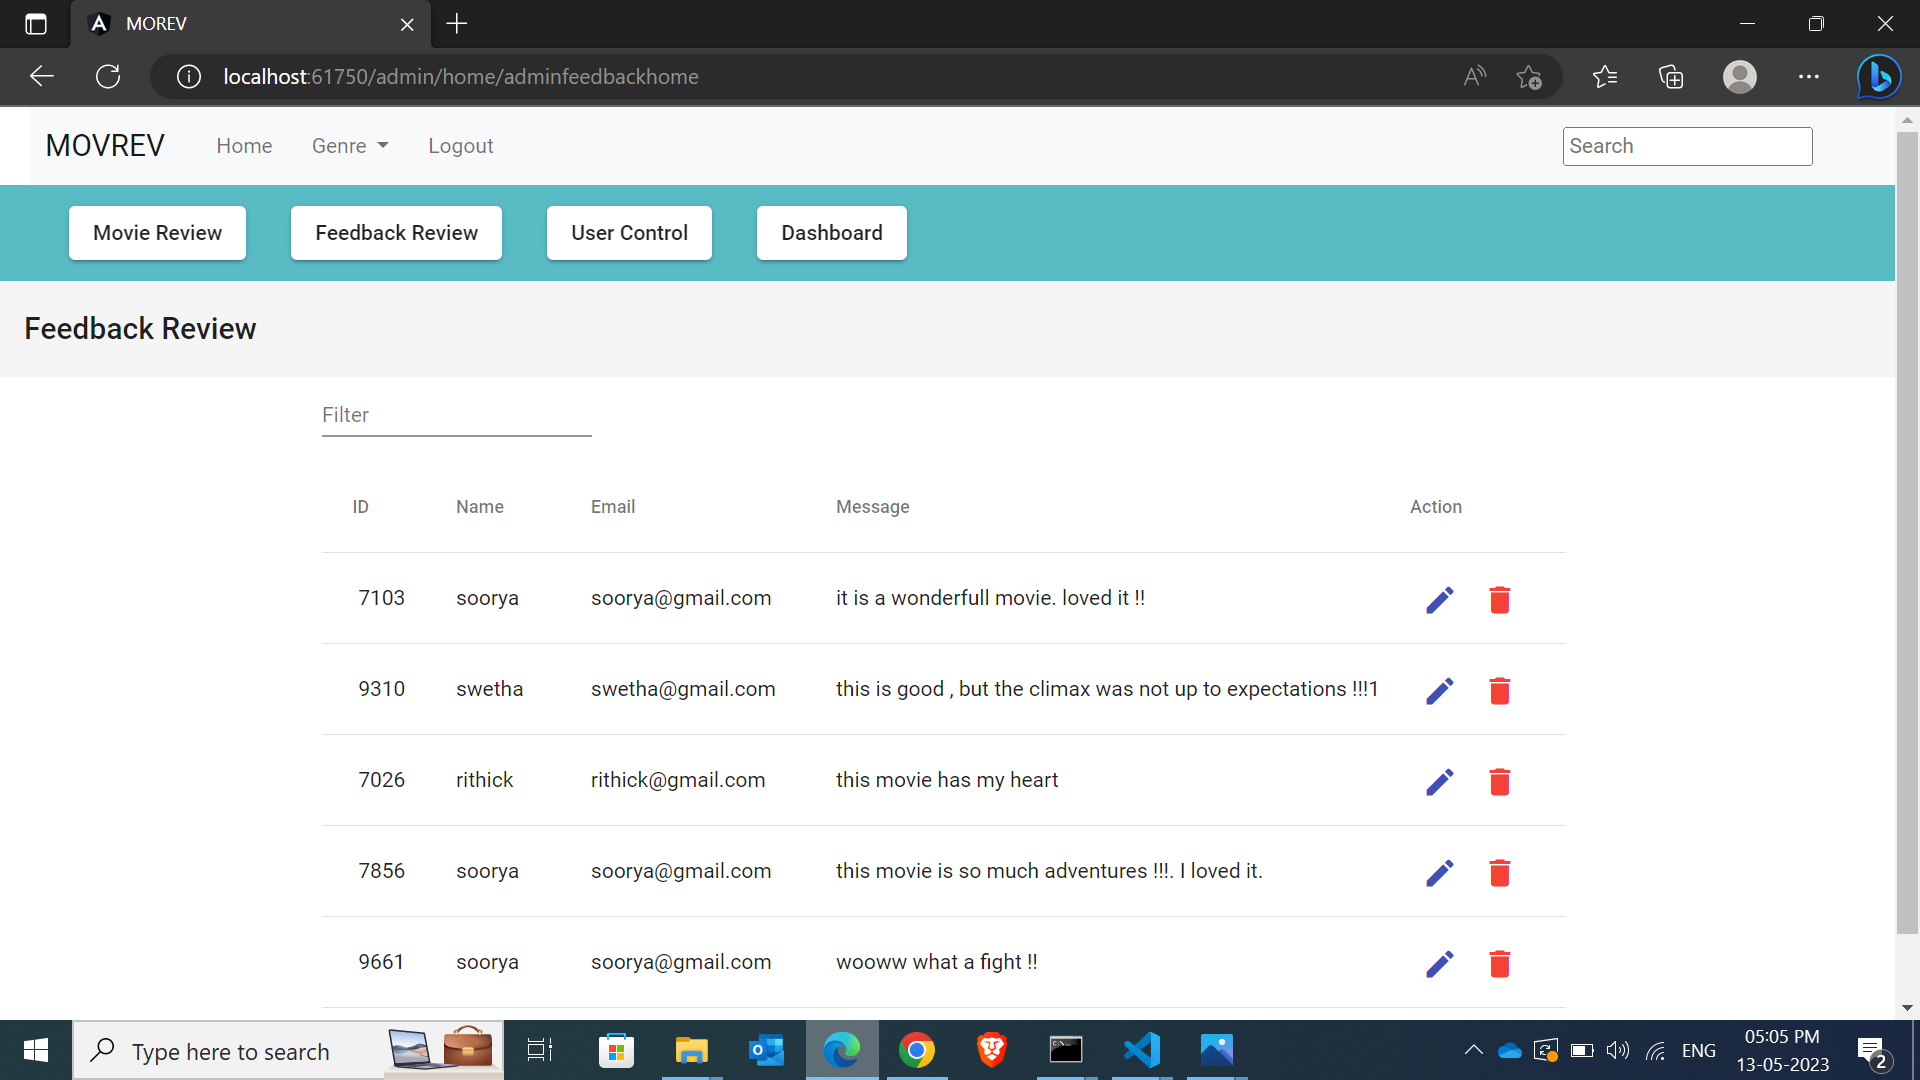 MOREV
localhost:61750/admin/home/adminfeedbackhome
MOVREV Home Genre Logout Search
Movie Review Feedback Review User Control Dashboard
Feedback Review
Filter
ID Name Email Message Action
7103 soorya soorya@gmail.com it is a wonderfull movie. loved it !!
9310 swetha swetha@gmail.com this is good , but the climax was not up to expectations !!!1
7026 rithick rithick@gmail.com this movie has my heart
7856 soorya soorya@gmail.com this movie is so much adventures !!!. I loved it.
9661 soorya soorya@gmail.com wooww what a fight !!
Type here to search ENG 05:05 PM
13-05-2023 2